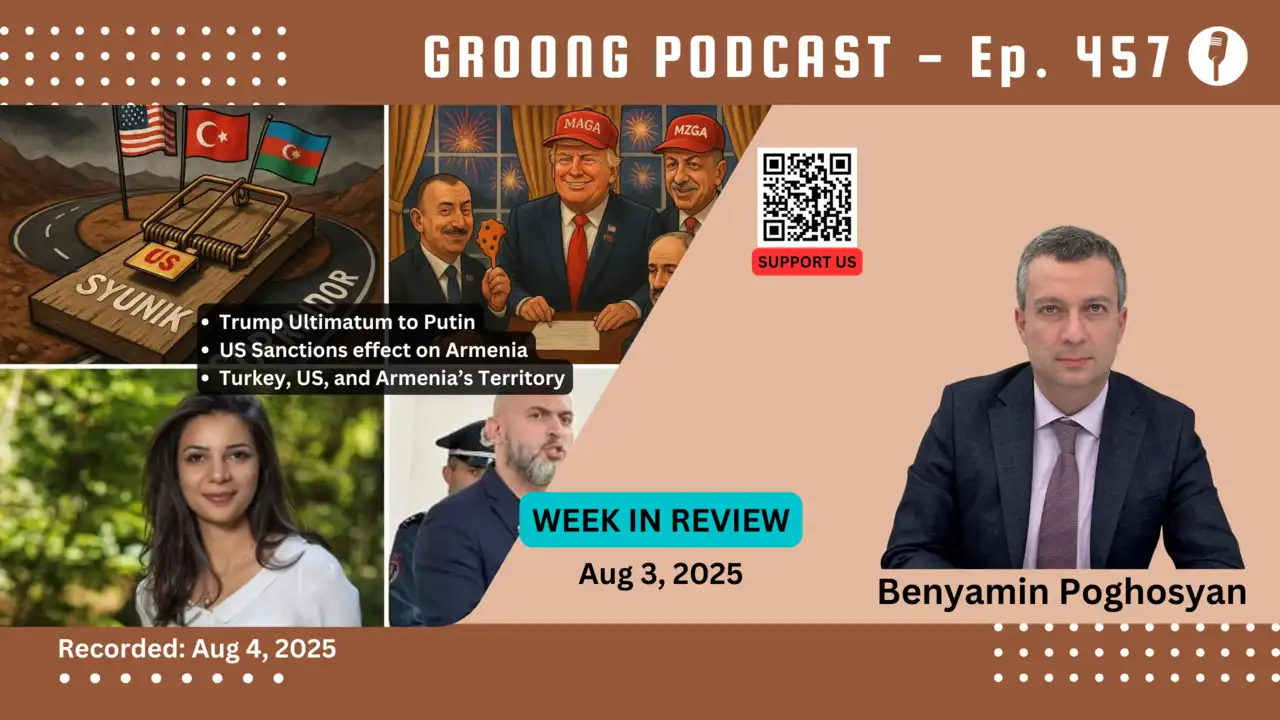 GROONG PODCAST - Ep. 457
MAGA
MZGA
US
SYUNIK
SUPPORT US
• Trump Ultimatum to Putin
• US Sanctions effect on Armenia
• Turkey, US, and Armenia's Territory
WEEK IN REVIEW
Aug 3, 2025
Benyamin Poghosyan
Recorded: Aug 4, 2025